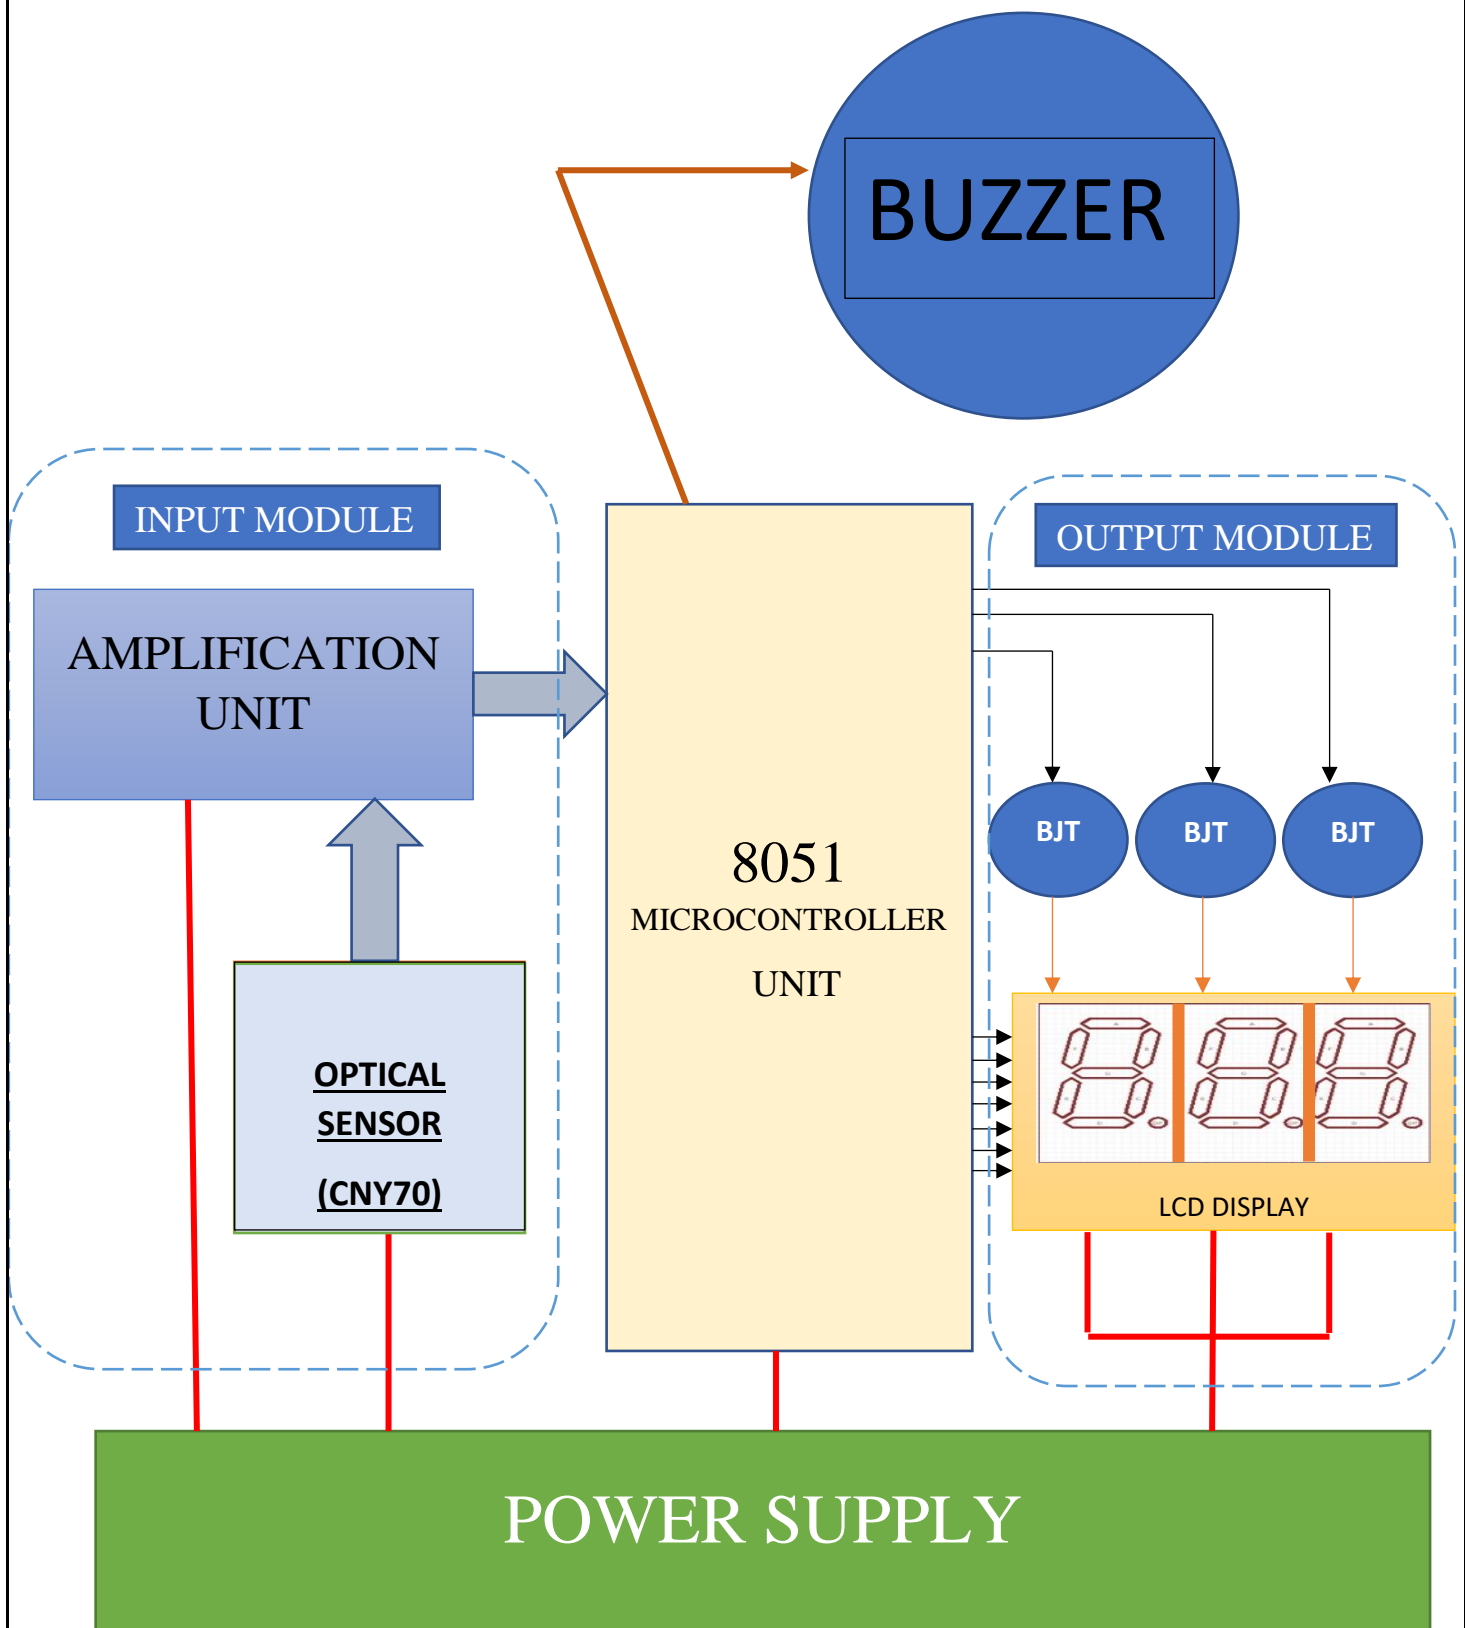 BUZZER
INPUT MODULE
OUTPUT MODULE
AMPLIFICATION
UNIT
8051
MICROCONTROLLER
UNIT
BJT
BJT
BJT
OPTICAL
SENSOR
(CNY70)
LCD DISPLAY
POWER SUPPLY